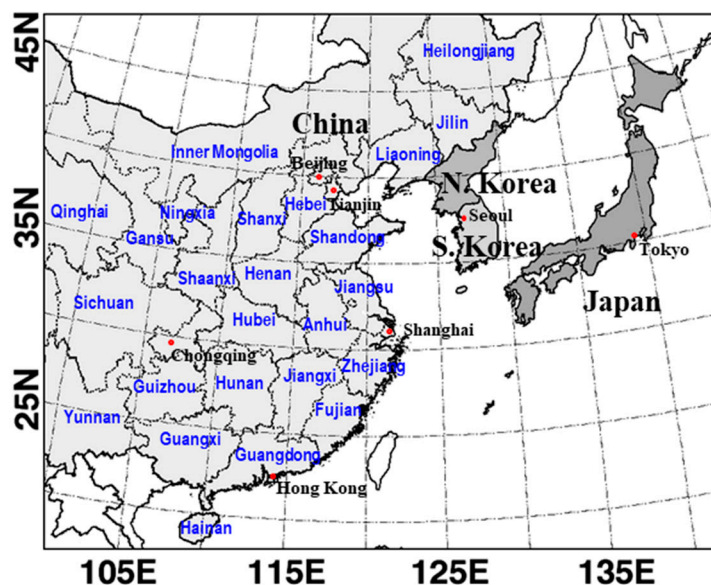 45N
Heilongjiang
China
Jilin
Inner Mongolia
Liaoning
Beijing
N. Korea
Tianjin
Hebei
Qinghai
Ningxia
Shanxi
Seoul
35N
Gansu
Shandong
S. Korea
Tokyo
Shaanxi
Henan
Jiangsu
Sichuan
Japan
Hubei
Anhui
Shanghai
Chongqing
Zhejiang
Guizhou
Hunan
Jiangxi
25N
Yunnan
Fujian
Guangxi
Guangdong
Hong Kong
Hainan
105E
115E
125E
135E